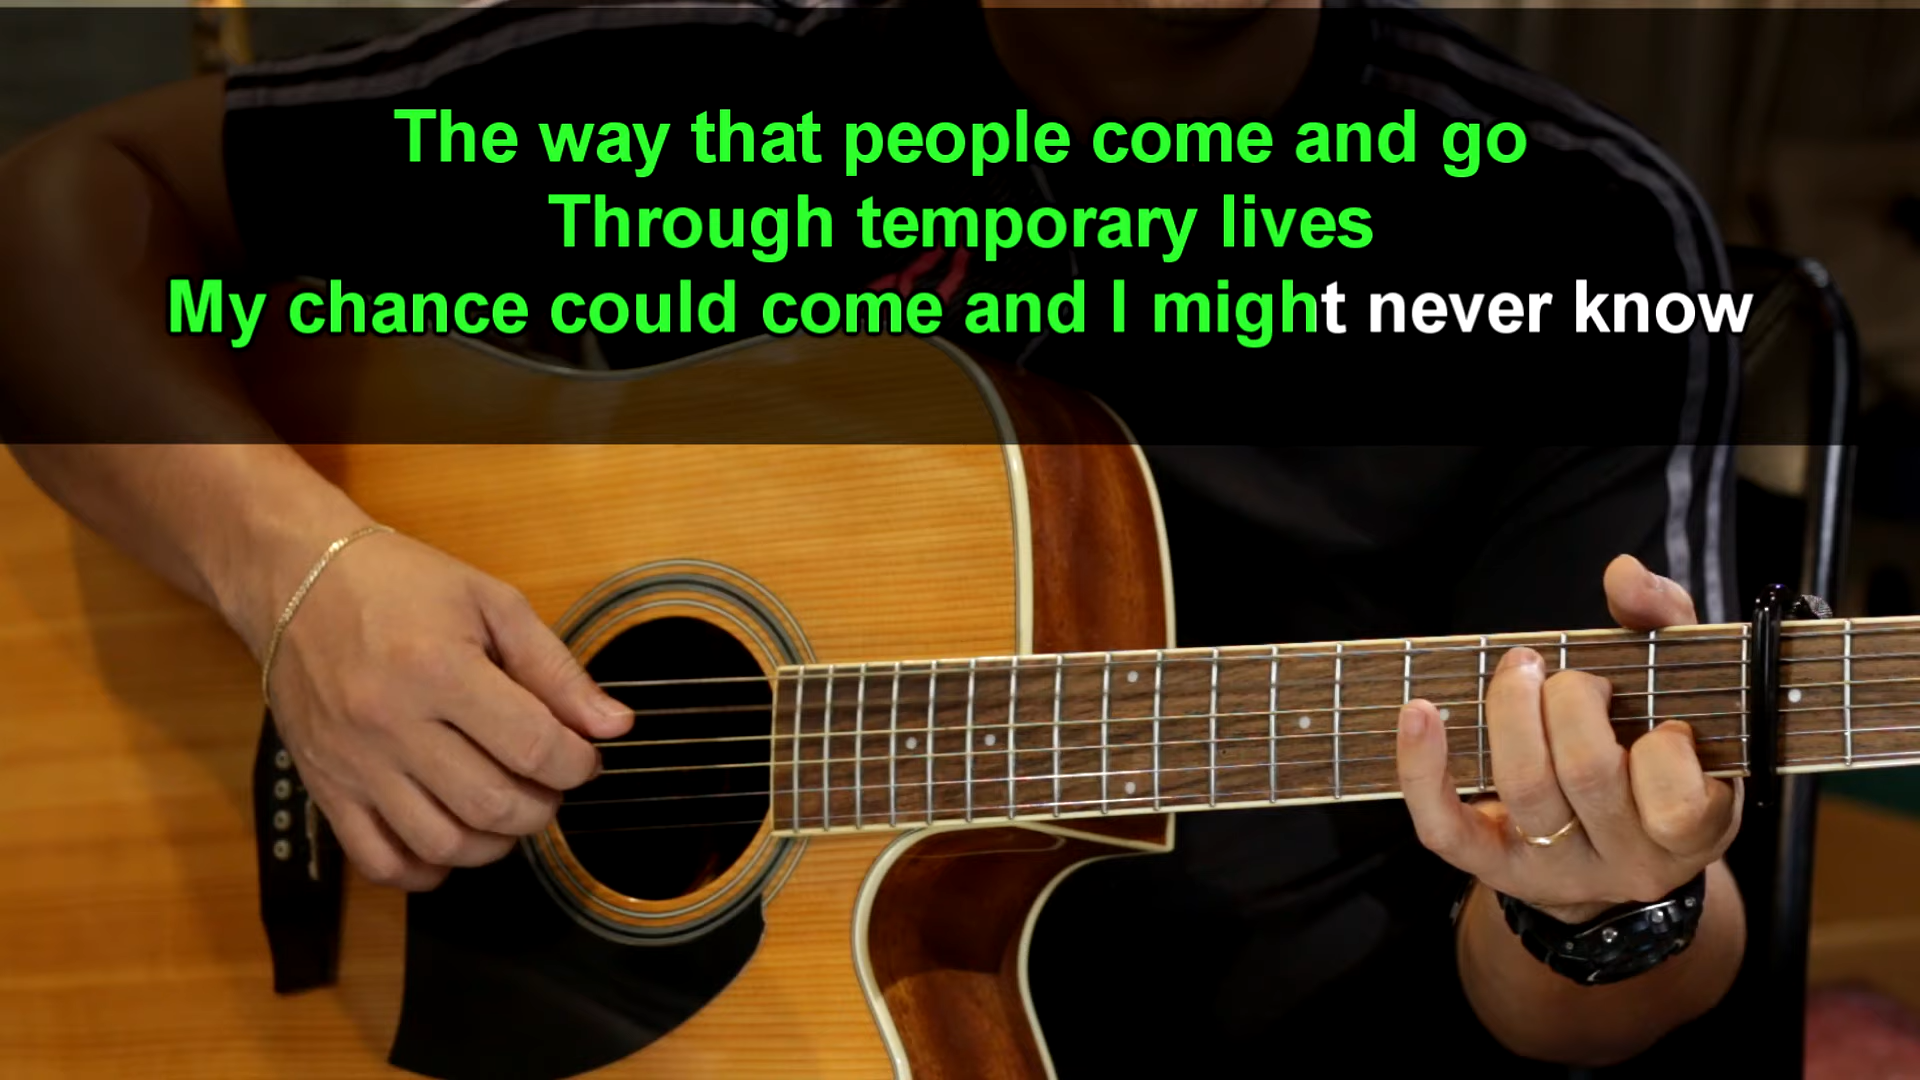 The way that people come and go
Through temporary lives
My chance could come and I might never know